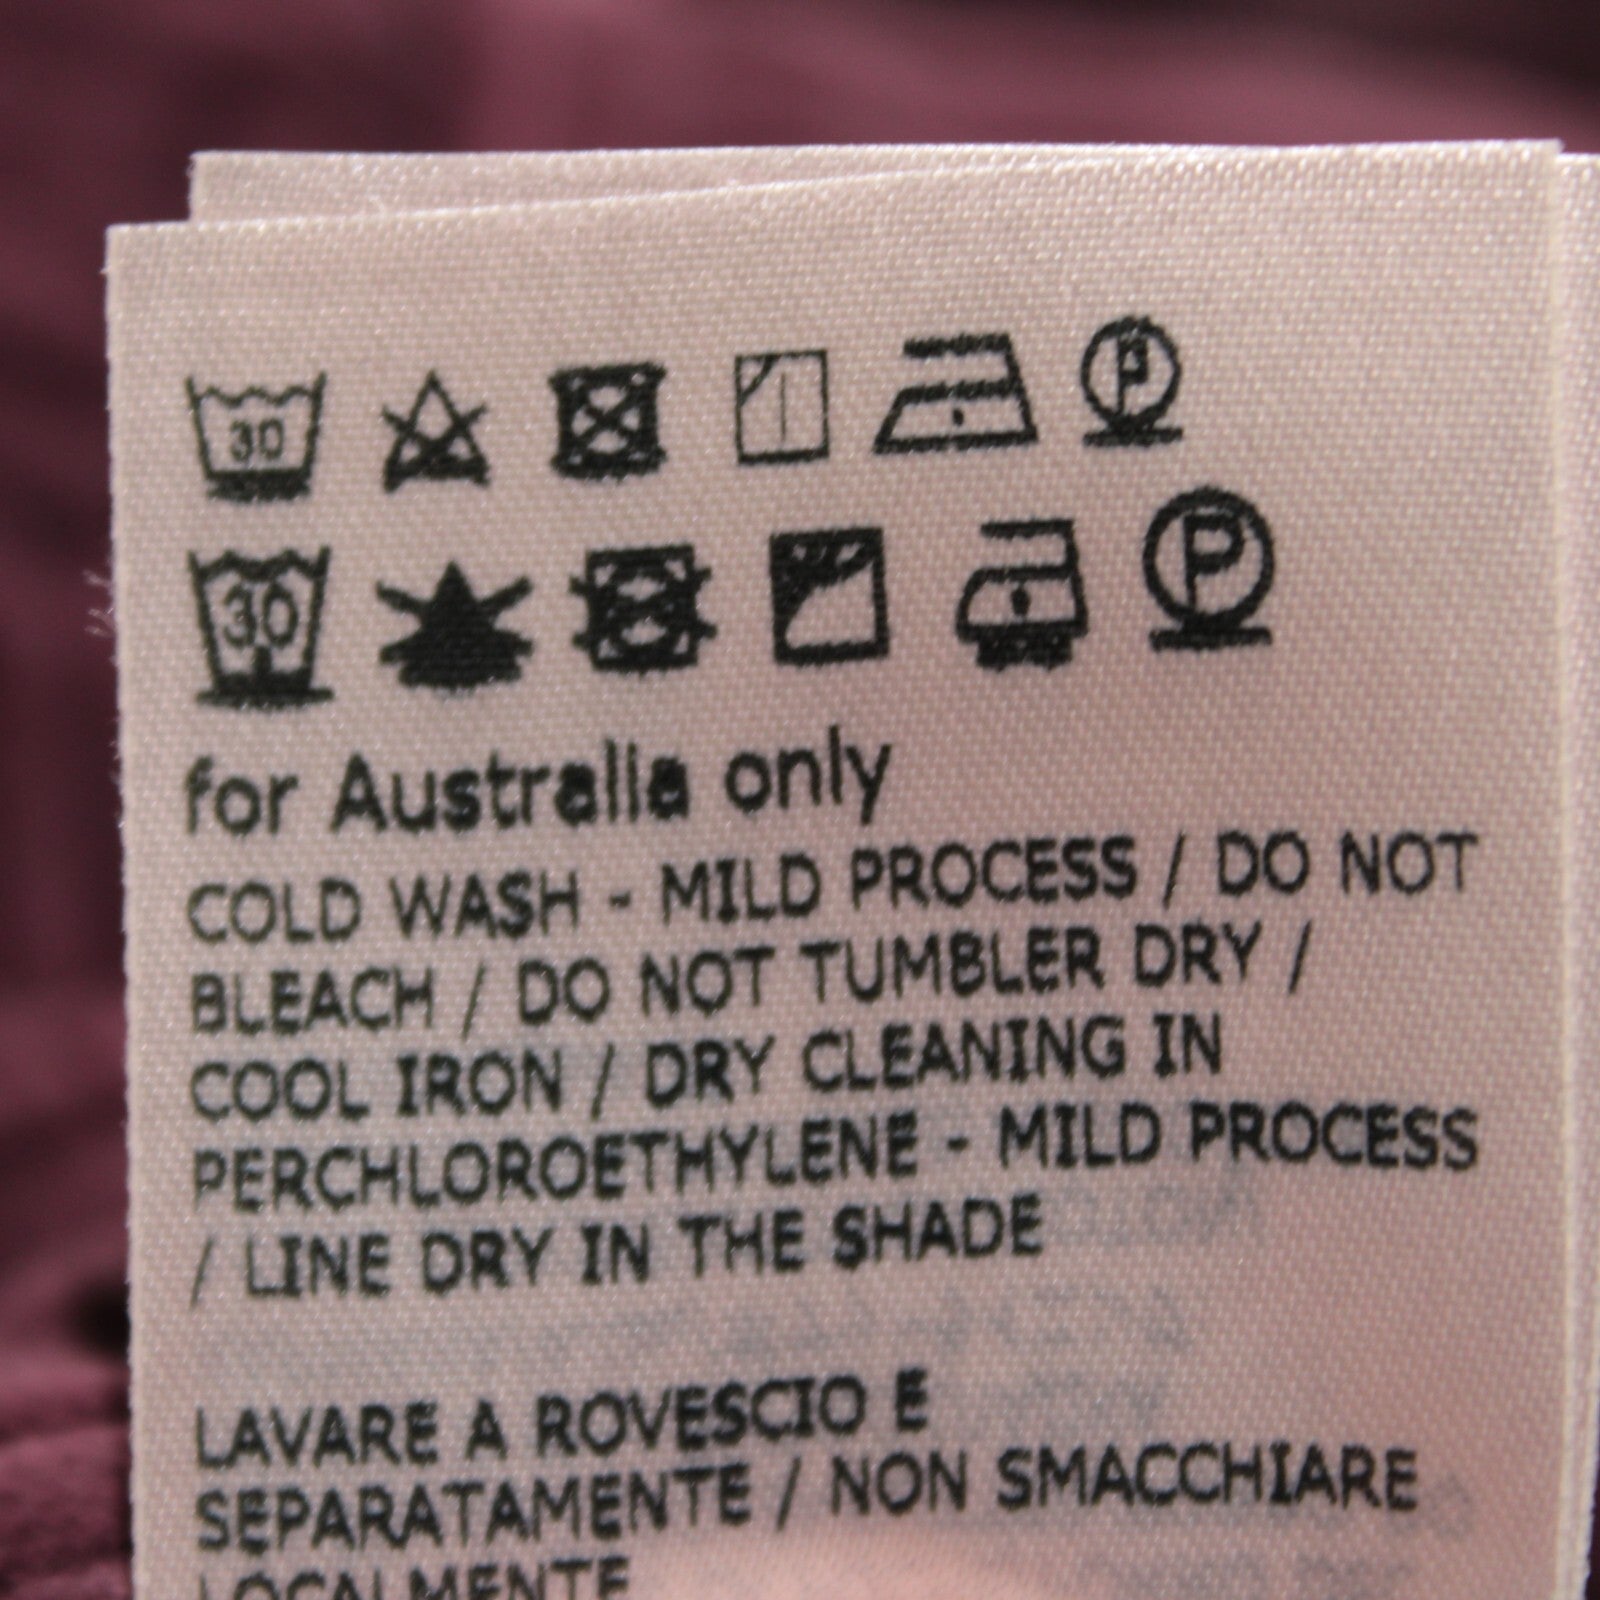 30
P
30
P
for Australia only
COLD WASH - MILD PROCESS / DO NOT
BLEACH / DO NOT TUMBLER DRY /
COOL IRON / DRY CLEANING IN
PERCHLOROETHYLENE - MILD PROCESS
/ LINE DRY IN THE SHADE
LAVARE A ROVESCIO E
SEPARATAMENTE / NON SMACCHIARE
LOCALMENTE